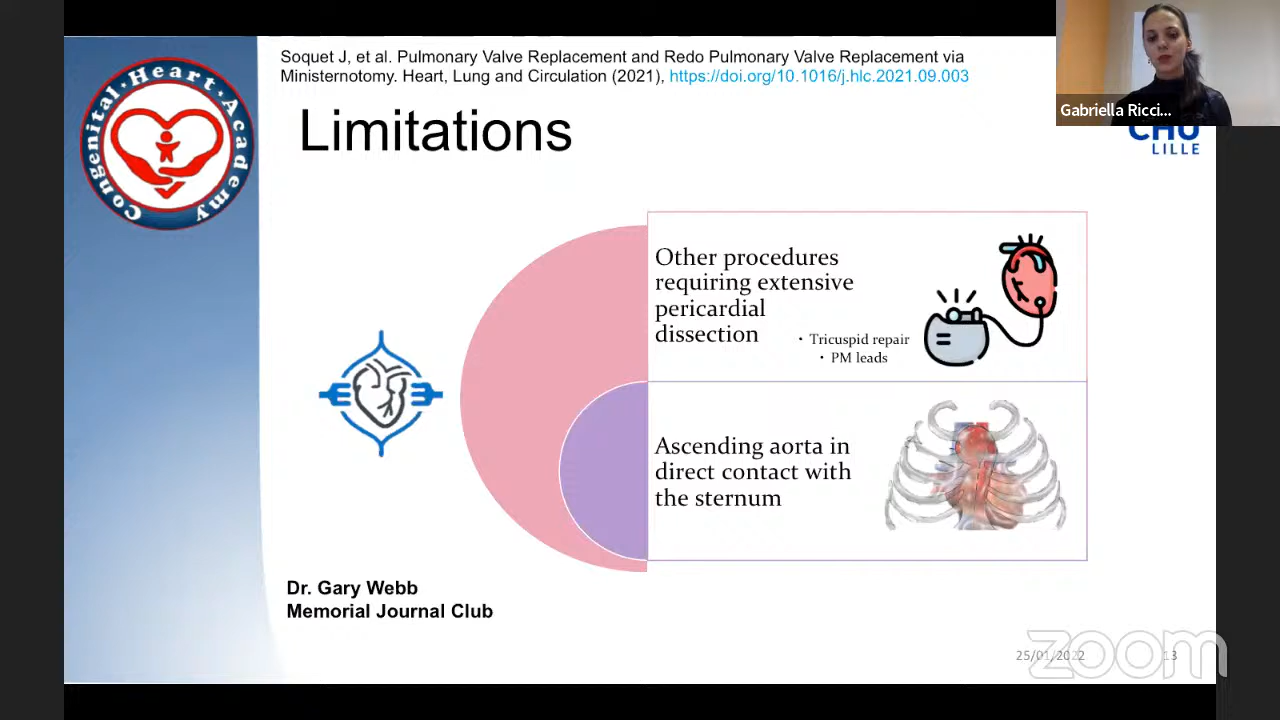 Soquet J, et al. Pulmonary Valve Replacement and Redo Pulmonary Valve Replacement via
Ministernotomy. Heart, Lung and Circulation (2021), https://doi.org/10.1016/j.hlc.2021.09.003
Gabriella Ricci...
CHU
LILLE
Congenital · Heart · Academy
Limitations
Other procedures
requiring extensive
pericardial
dissection
• Tricuspid repair
• PM leads
Ascending aorta in
direct contact with
the sternum
Dr. Gary Webb
Memorial Journal Club
25/01/2022
13
zoom